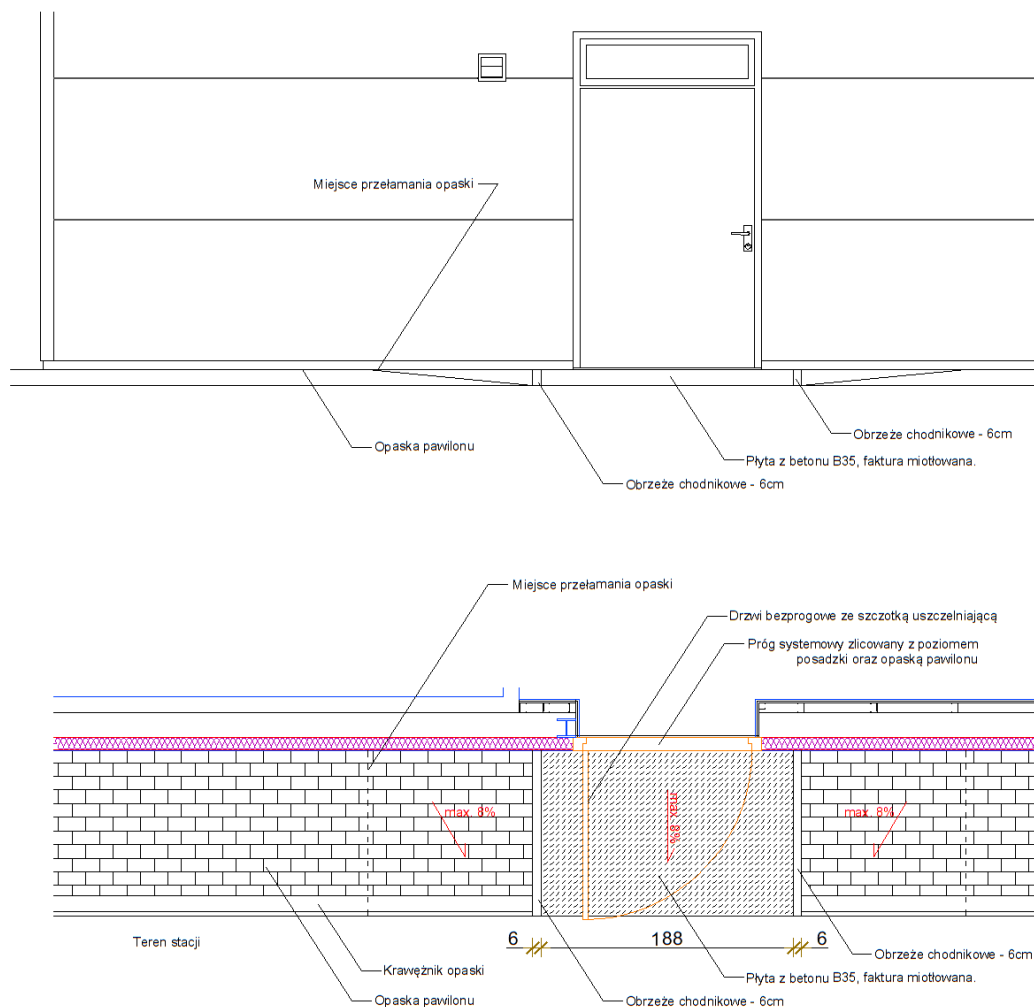 Miejsce przełamania opaski
Obrzeże chodnikowe - 6cm
Opaska pawilonu
Płyta z betonu B35, faktura miotłowana.
Obrzeże chodnikowe - 6cm
Miejsce przełamania opaski
Drzwi bezprogowe ze szczotką uszczelniającą
Próg systemowy zlicowany z poziomem
posadzki oraz opaską pawilonu
max. 8%
max. 8%
max. 8%
Teren stacji
6
188
6
Obrzeże chodnikowe - 6cm
Krawężnik opaski
Płyta z betonu B35, faktura miotłowana.
Opaska pawilonu
Obrzeże chodnikowe - 6cm